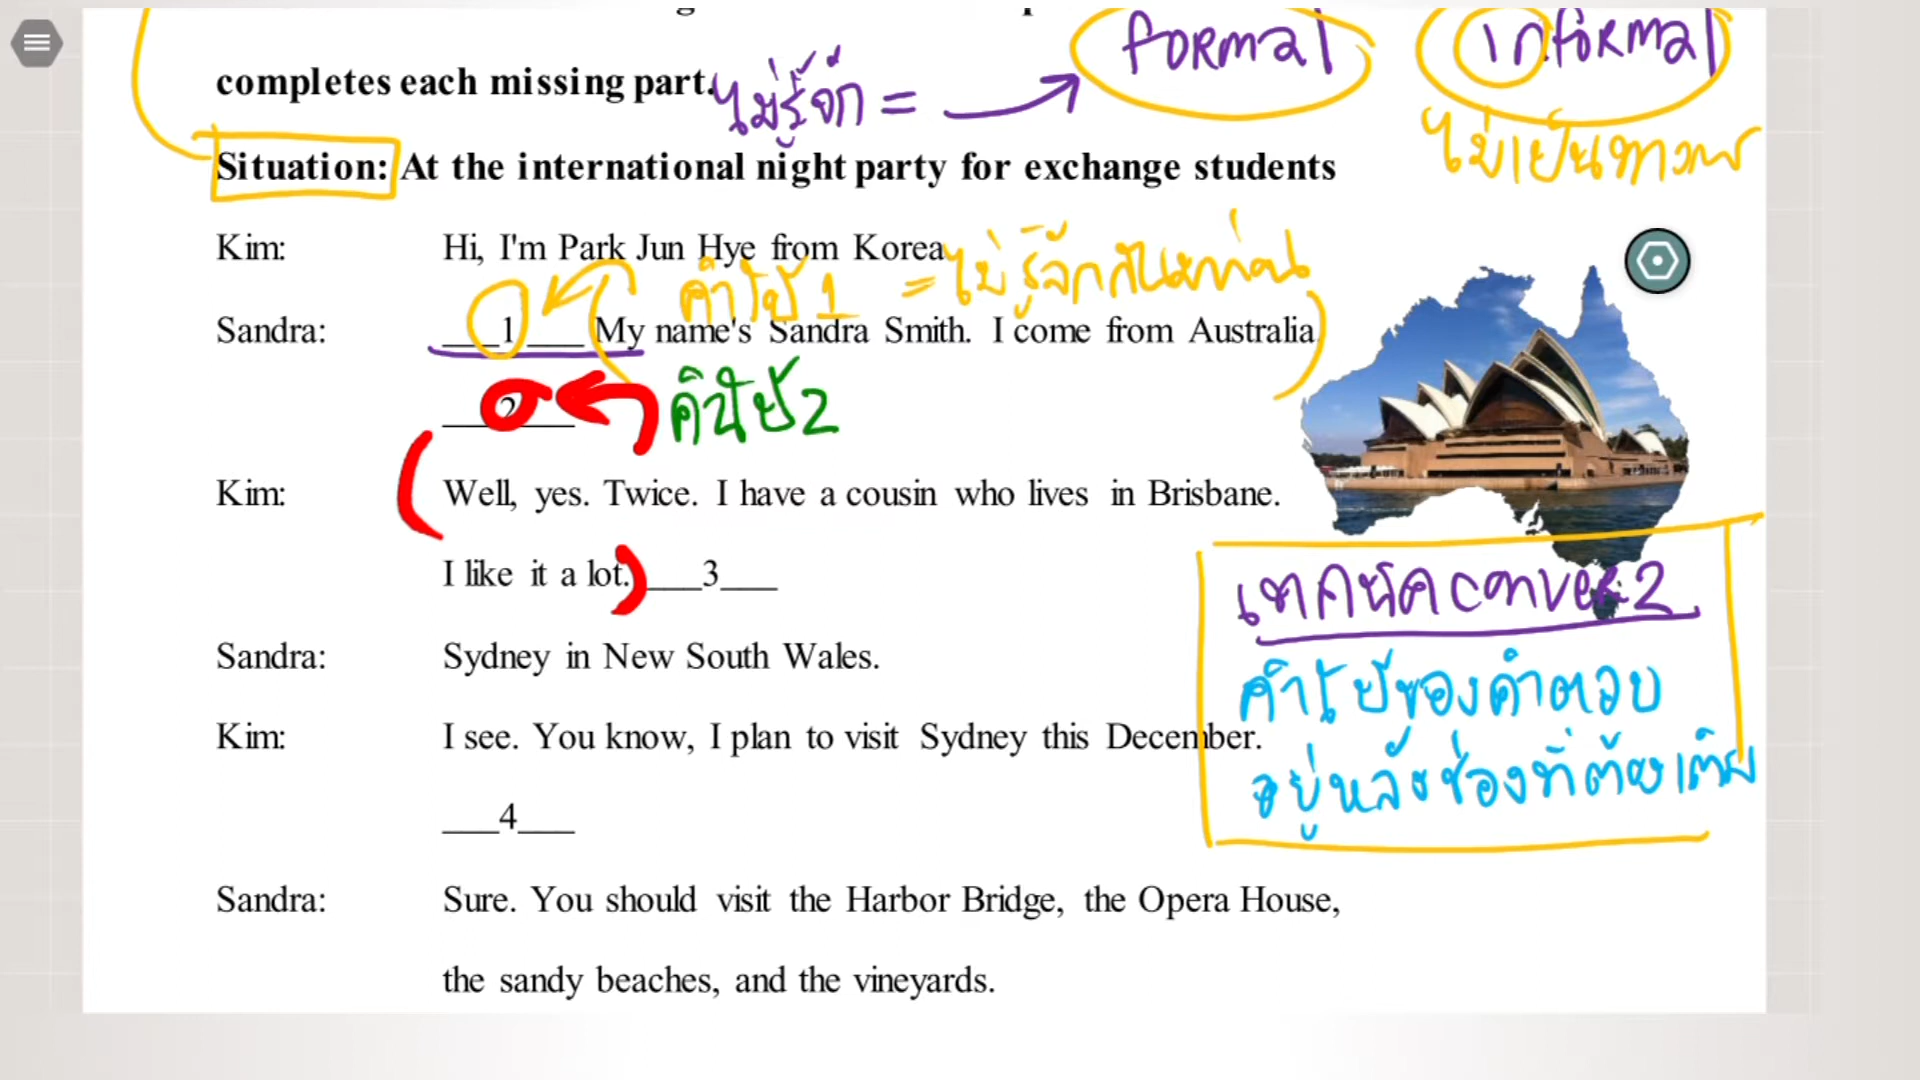 completes each missing part.
ไม่รู้จัก =
formal
informal
ไม่เป็นทางการ
Situation: At the international night party for exchange students
Kim: Hi, I'm Park Jun Hye from Korea
คำใบ้ 1 = ไม่รู้จักกันมาก่อน
Sandra: ___1___ My name's Sandra Smith. I come from Australia.
___2___
คำใบ้ 2
Kim: Well, yes. Twice. I have a cousin who lives in Brisbane.
I like it a lot. ___3___
เทคนิค conver 2
Sandra: Sydney in New South Wales.
คำใบ้ของคำตอบ
Kim: I see. You know, I plan to visit Sydney this December.
อยู่หลังช่องที่ต้องเติม
___4___
Sandra: Sure. You should visit the Harbor Bridge, the Opera House,
the sandy beaches, and the vineyards.